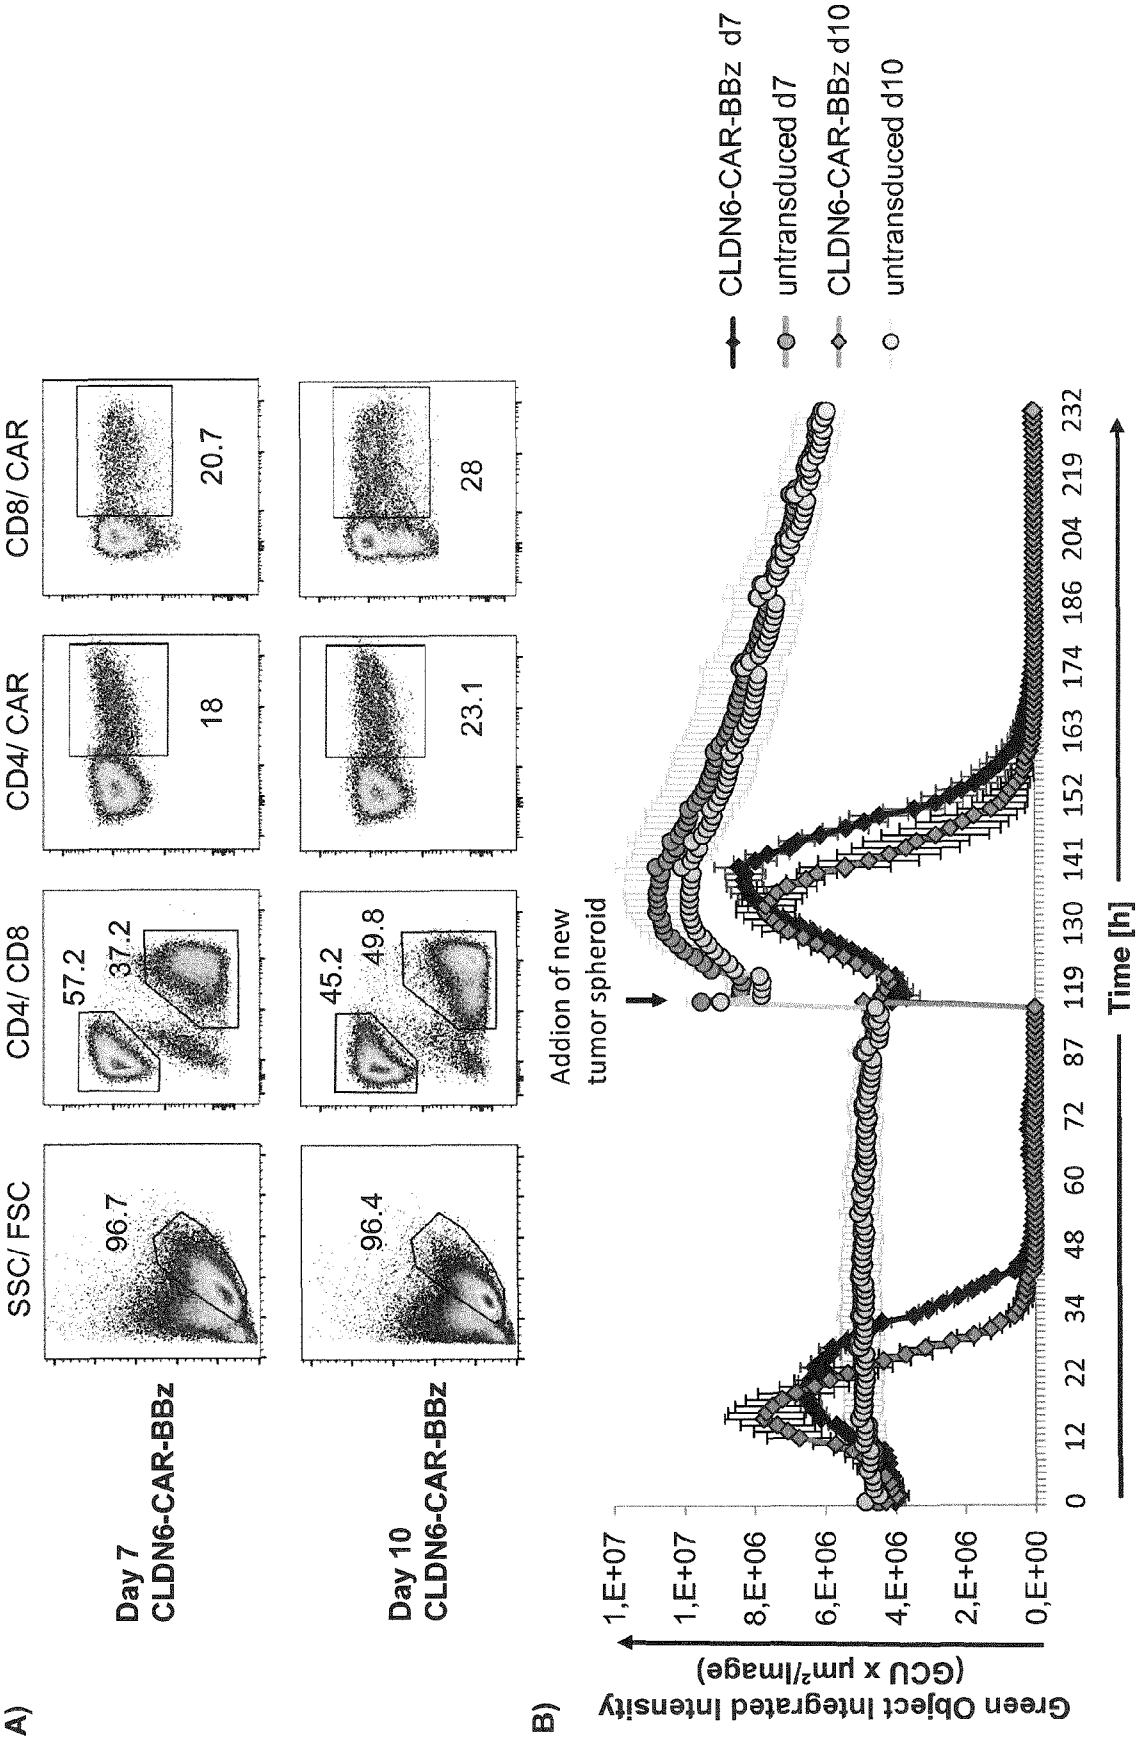 A)
SSC/ FSC
CD4/ CD8
CD4/ CAR
CD8/ CAR
Day 7
CLDN6-CAR-BBz
96.7
57.2
37.2
18
20.7
Day 10
CLDN6-CAR-BBz
96.4
45.2
49.8
23.1
28
B)
Addion of new
tumor spheroid
Green Object Integrated Intensity
(GCU x µm²/Image)
1,E+07
1,E+07
8,E+06
6,E+06
4,E+06
2,E+06
0,E+00
0 12 22 34 48 60 72 87 119 130 141 152 163 174 186 204 219 232
Time [h]
CLDN6-CAR-BBz d7
untransduced d7
CLDN6-CAR-BBz d10
untransduced d10